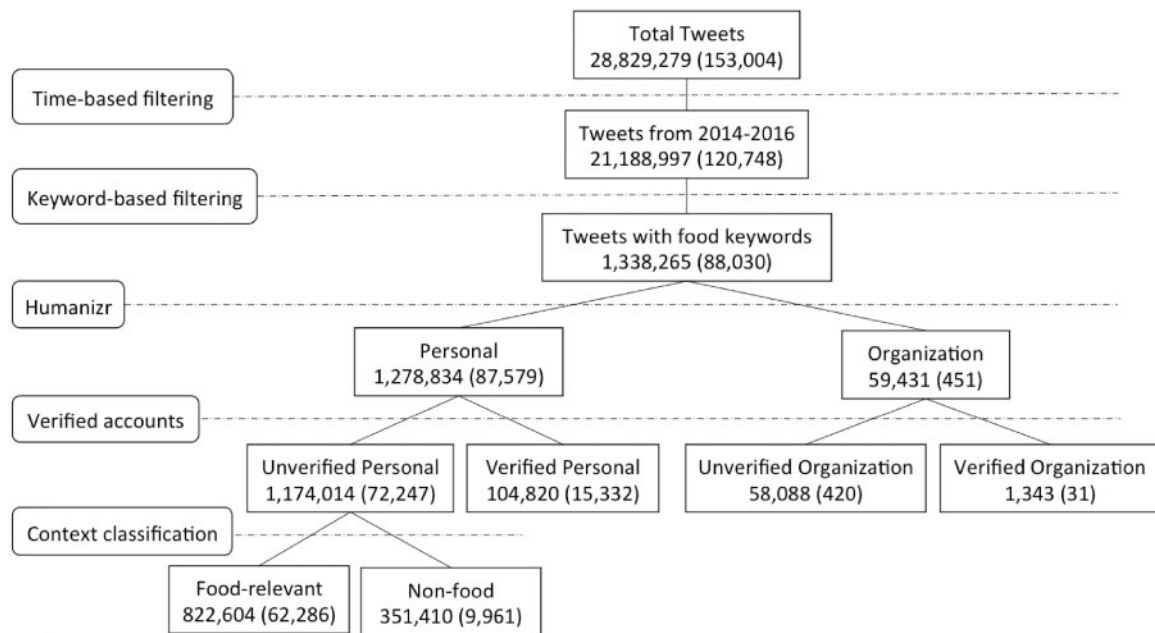 Total Tweets
28,829,279 (153,004)
Time-based filtering
Tweets from 2014-2016
21,188,997 (120,748)
Keyword-based filtering
Tweets with food keywords
1,338,265 (88,030)
Humanizr
Personal
1,278,834 (87,579)
Organization
59,431 (451)
Verified accounts
Unverified Personal
1,174,014 (72,247)
Verified Personal
104,820 (15,332)
Unverified Organization
58,088 (420)
Verified Organization
1,343 (31)
Context classification
Food-relevant
822,604 (62,286)
Non-food
351,410 (9,961)